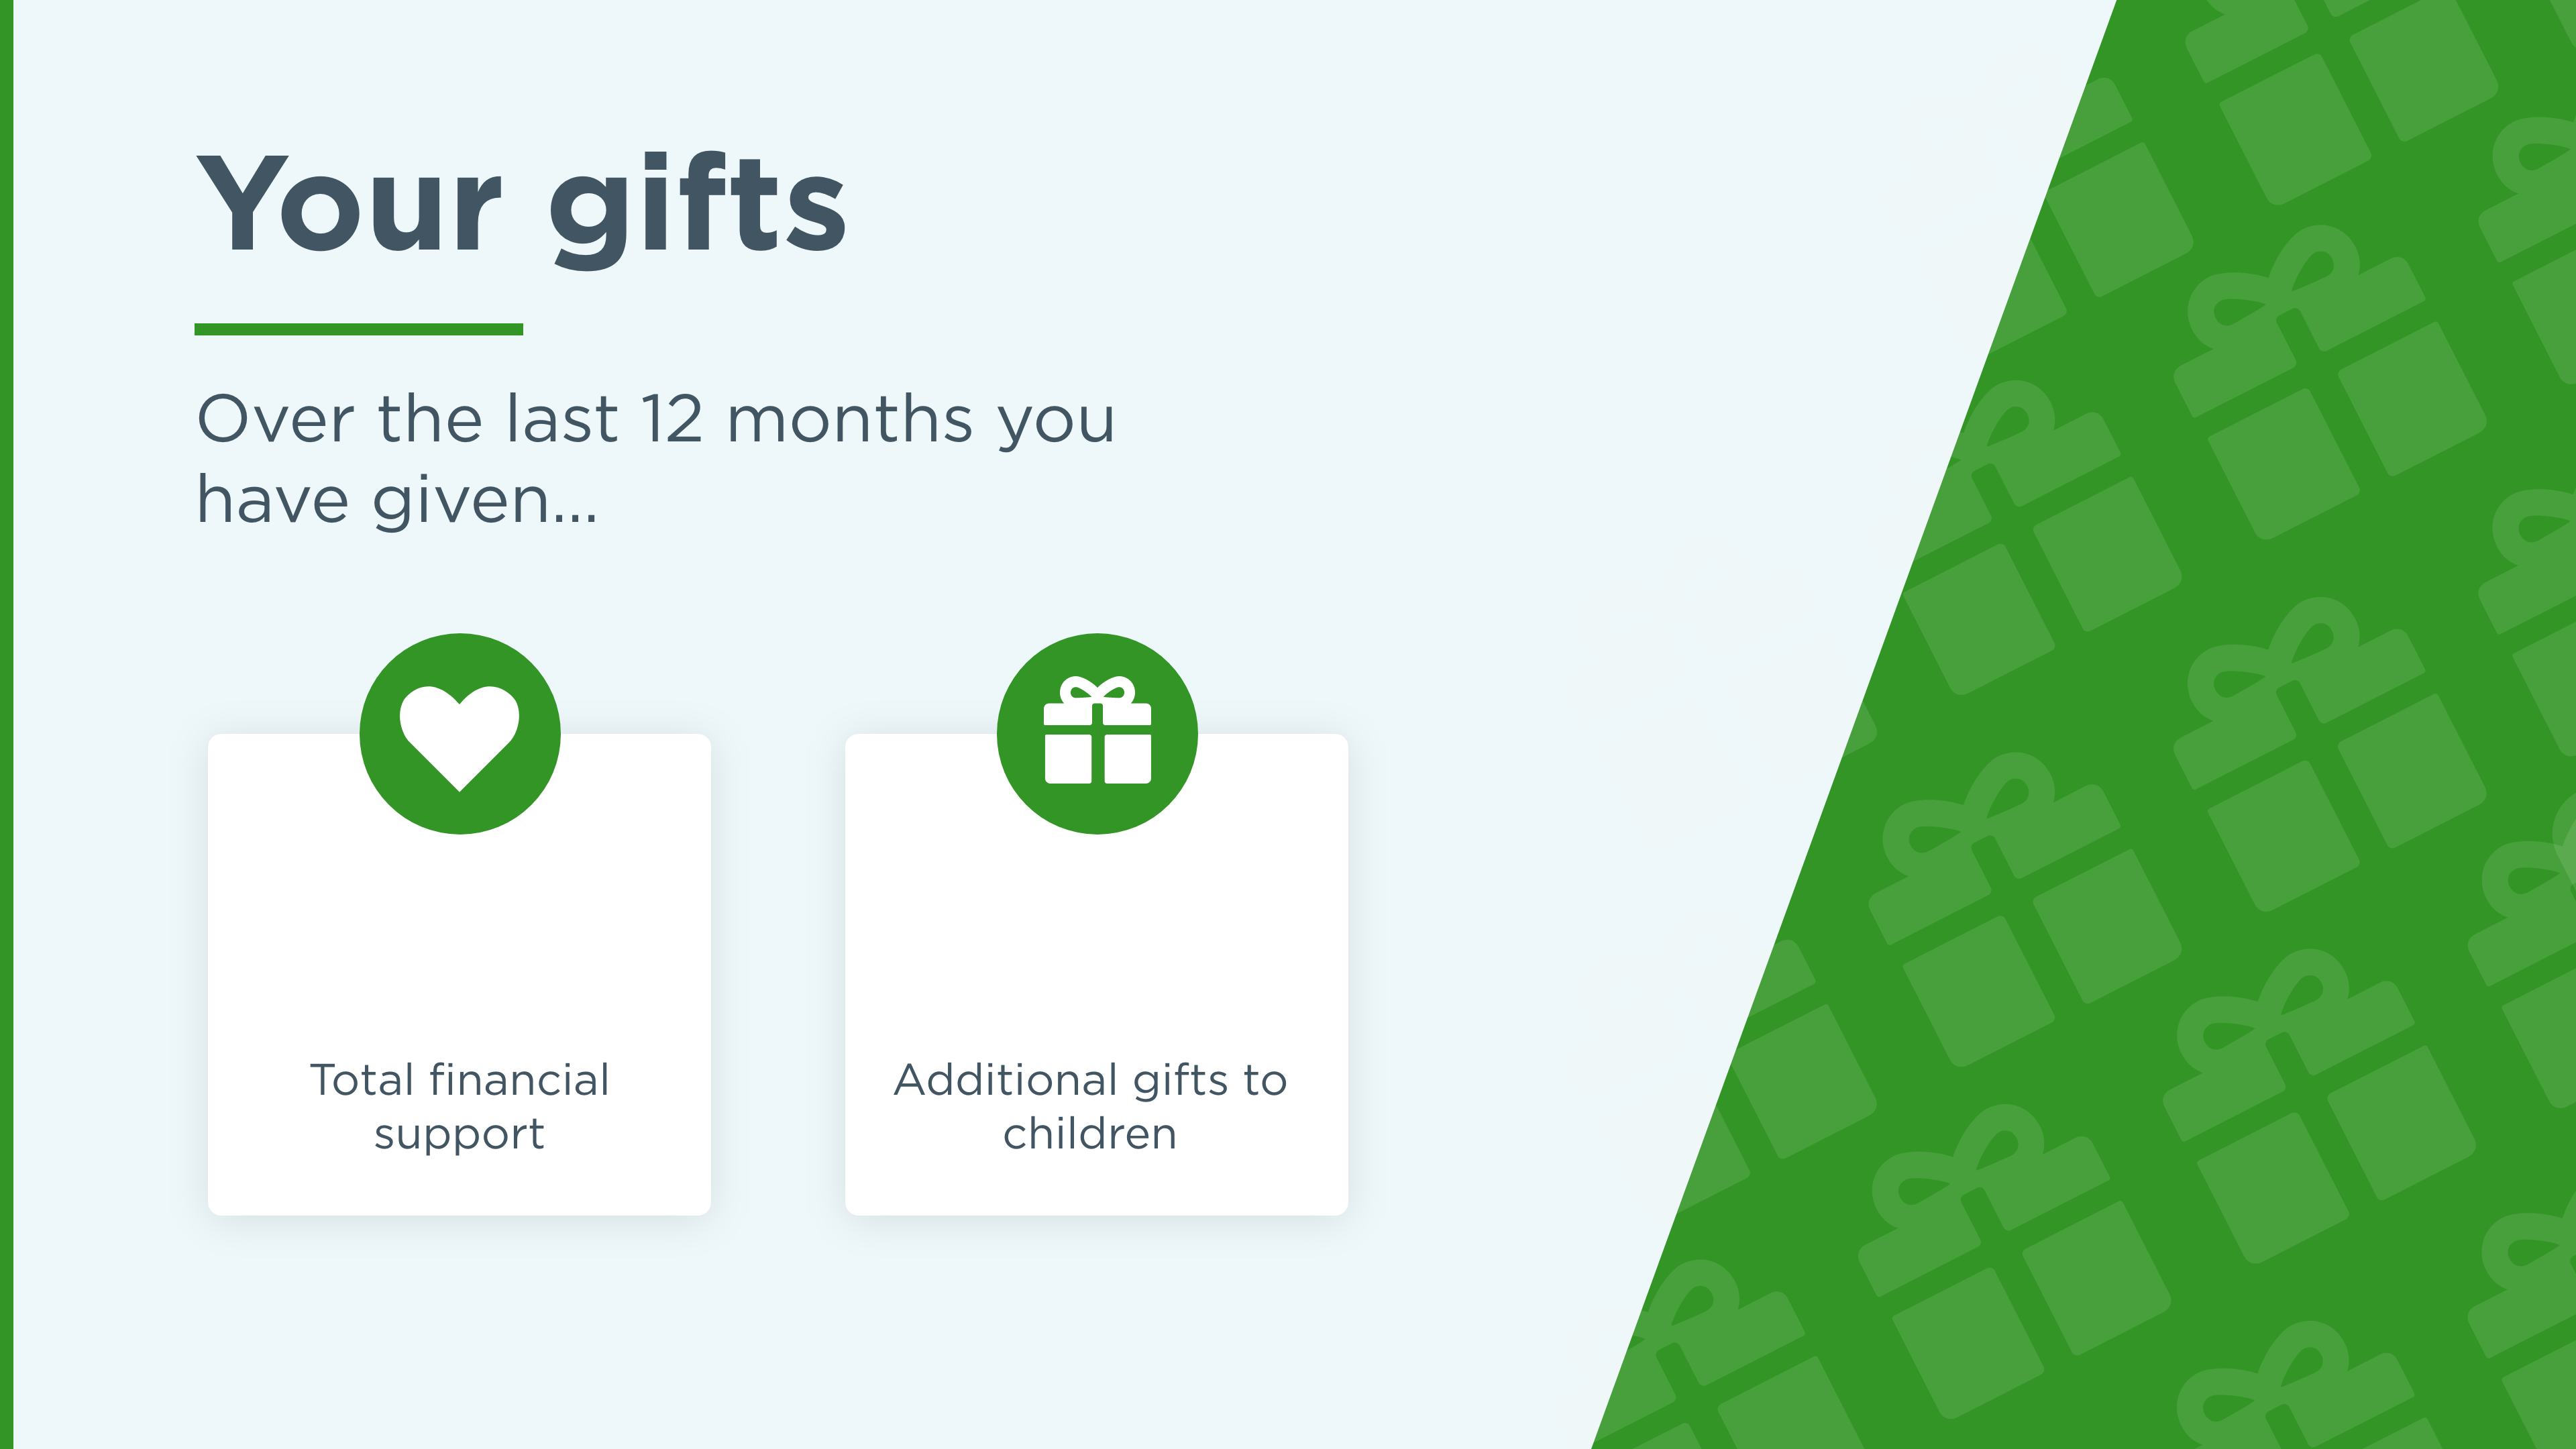 Your gifts
Over the last 12 months you
have given...
Total financial
support
Additional gifts to
children